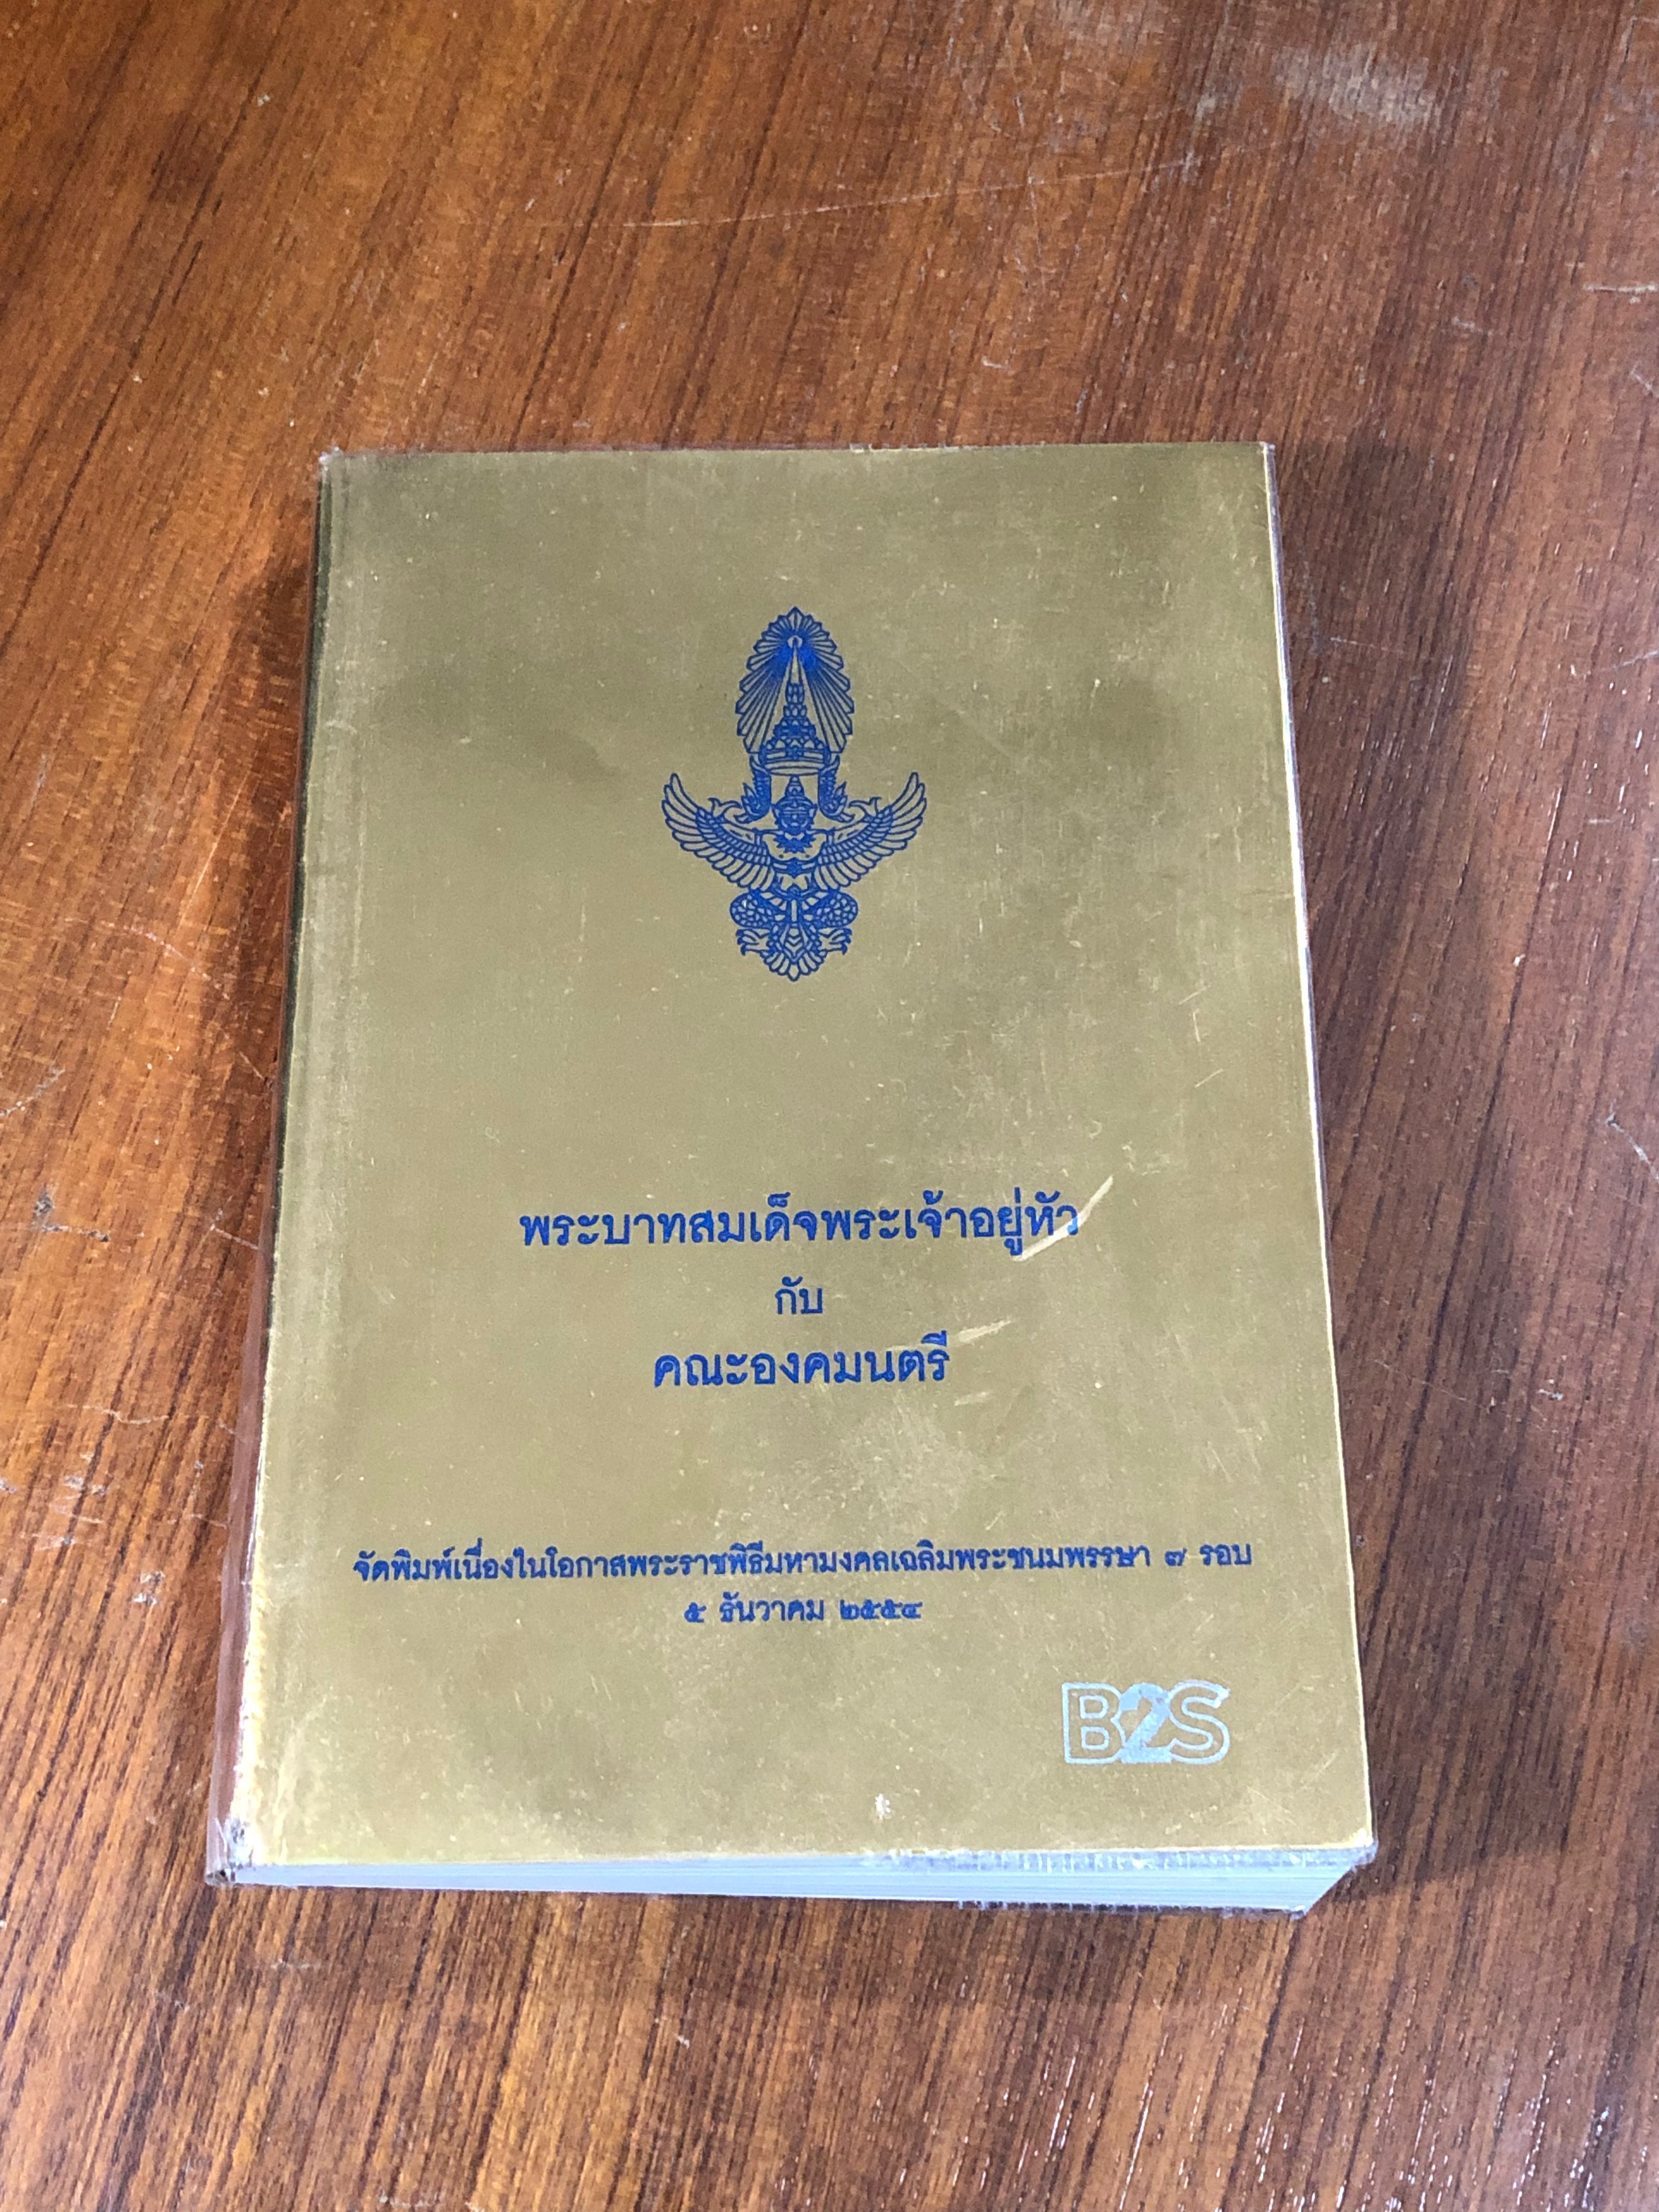 พระบาทสมเด็จพระเจ้าอยู่หัว
กับ
คณะองคมนตรี
จัดพิมพ์เนื่องในโอกาสพระราชพิธีมหามงคลเฉลิมพระชนมพรรษา ๗ รอบ
๕ ธันวาคม ๒๕๕๔
B2S